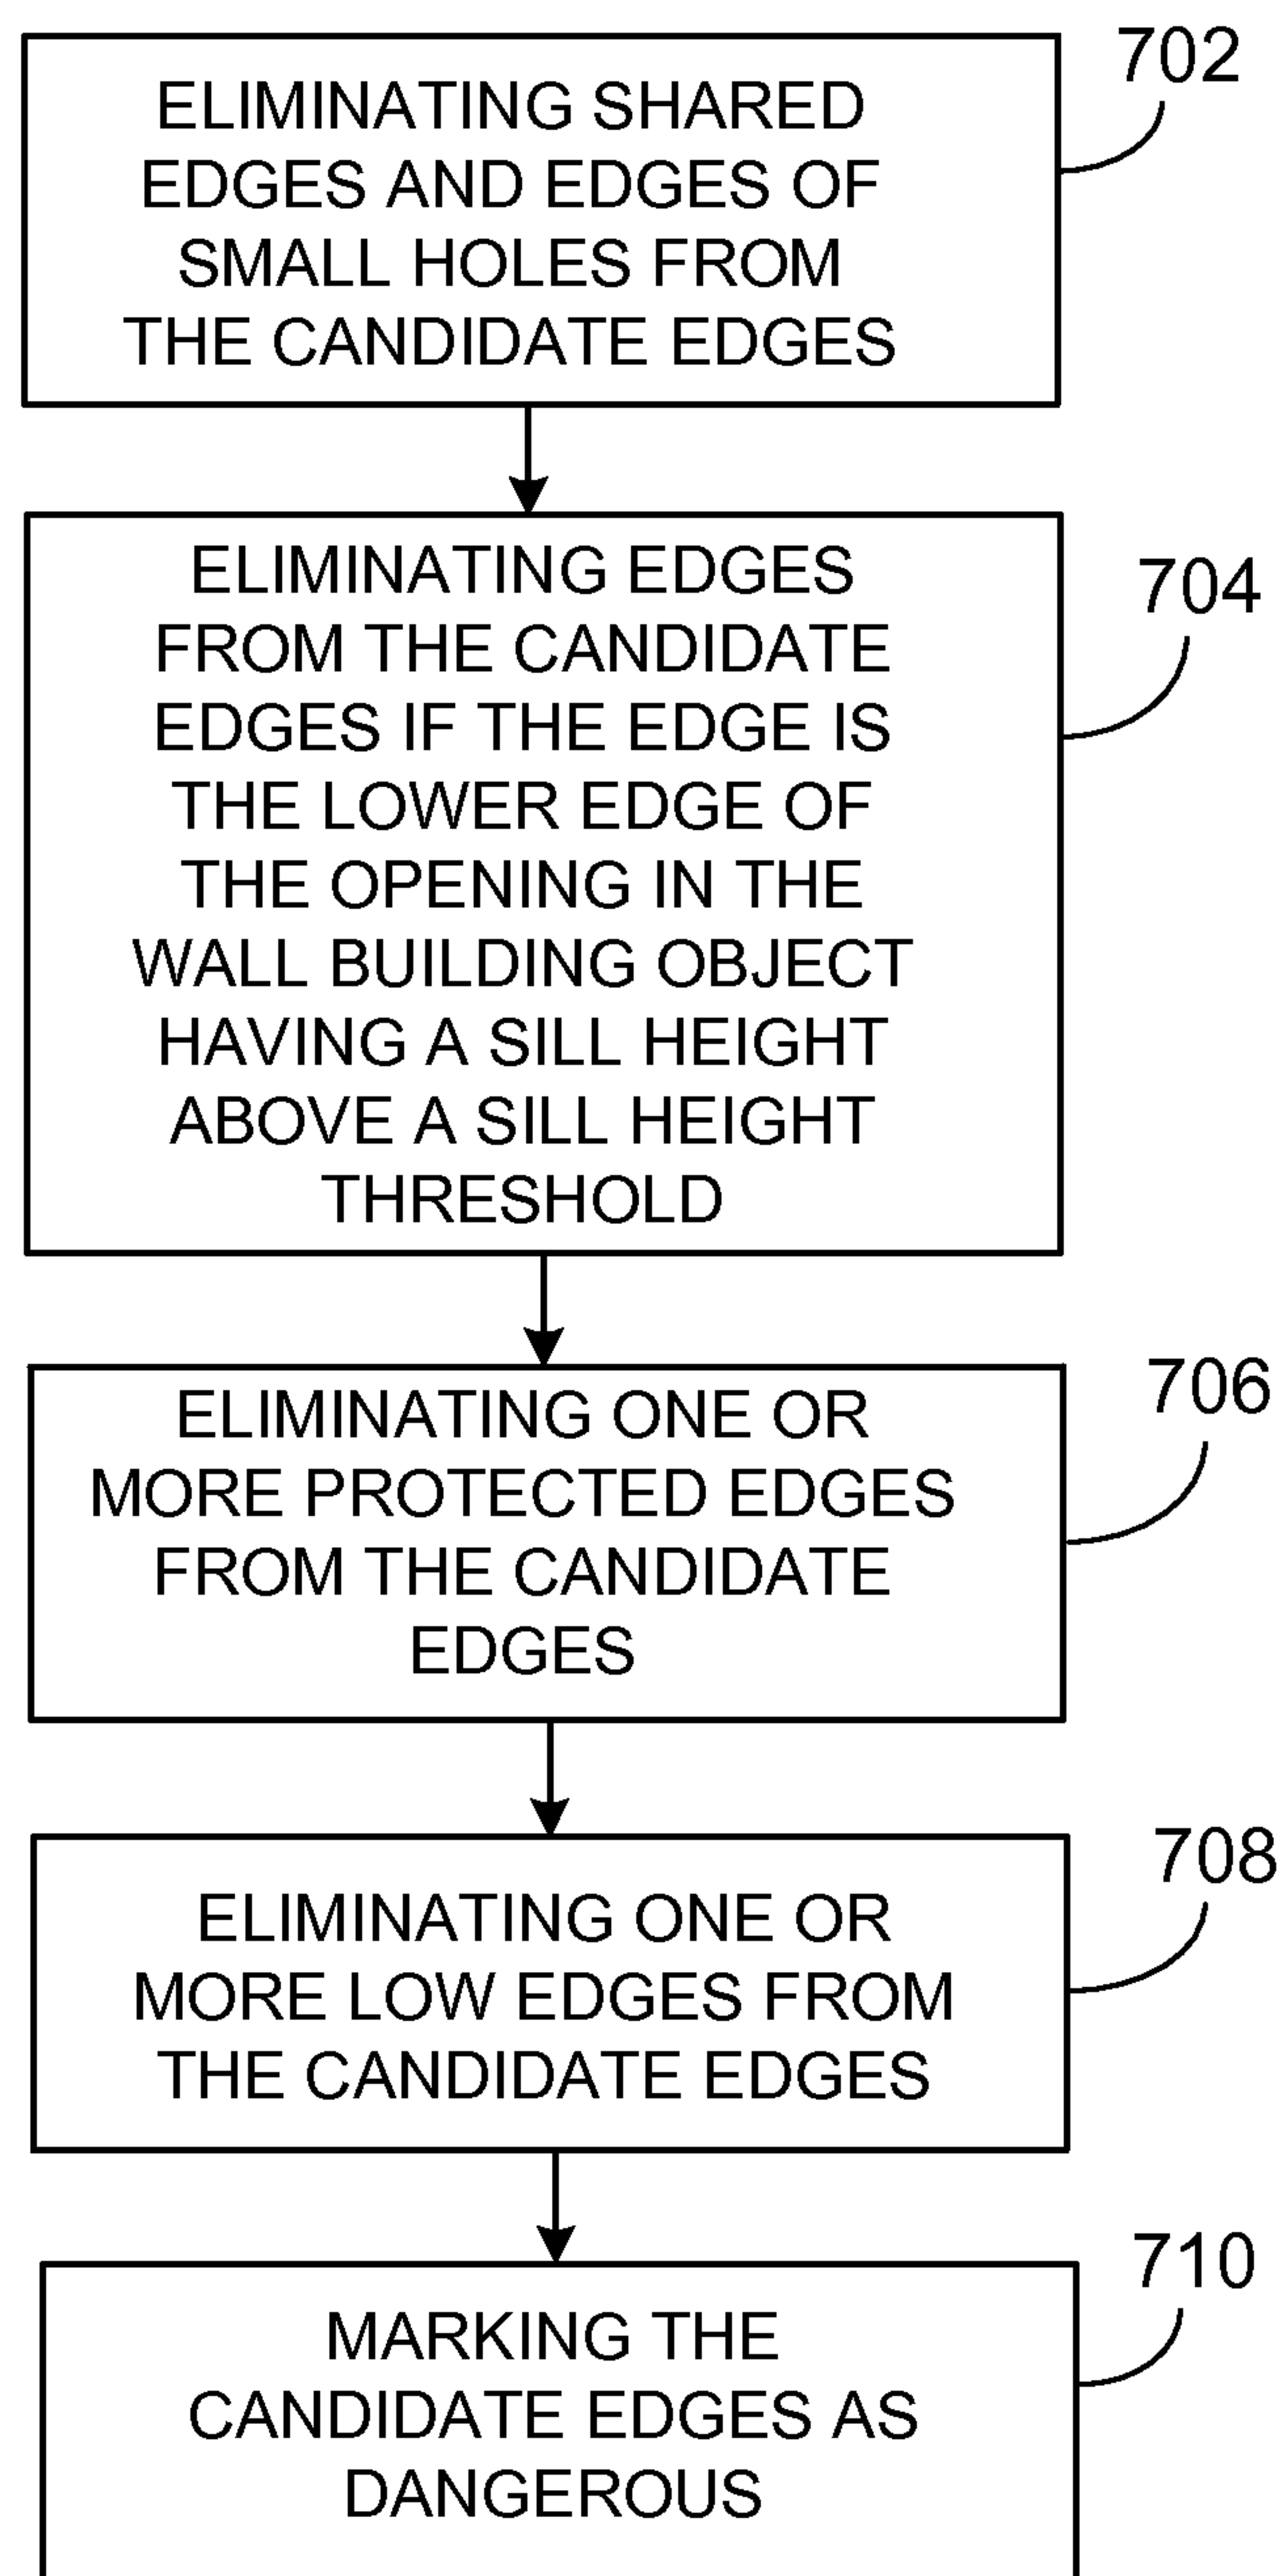 702
ELIMINATING SHARED
EDGES AND EDGES OF
SMALL HOLES FROM
THE CANDIDATE EDGES
704
ELIMINATING EDGES
FROM THE CANDIDATE
EDGES IF THE EDGE IS
THE LOWER EDGE OF
THE OPENING IN THE
WALL BUILDING OBJECT
HAVING A SILL HEIGHT
ABOVE A SILL HEIGHT
THRESHOLD
706
ELIMINATING ONE OR
MORE PROTECTED EDGES
FROM THE CANDIDATE
EDGES
708
ELIMINATING ONE OR
MORE LOW EDGES FROM
THE CANDIDATE EDGES
710
MARKING THE
CANDIDATE EDGES AS
DANGEROUS